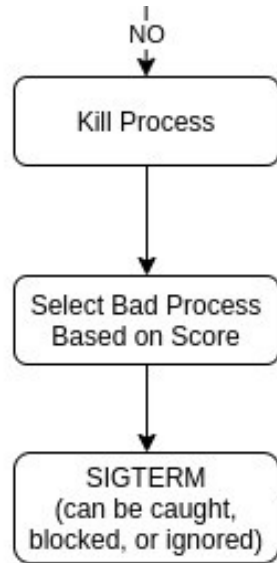 NO
Kill Process
Select Bad Process
Based on Score
SIGTERM
(can be caught,
blocked, or ignored)